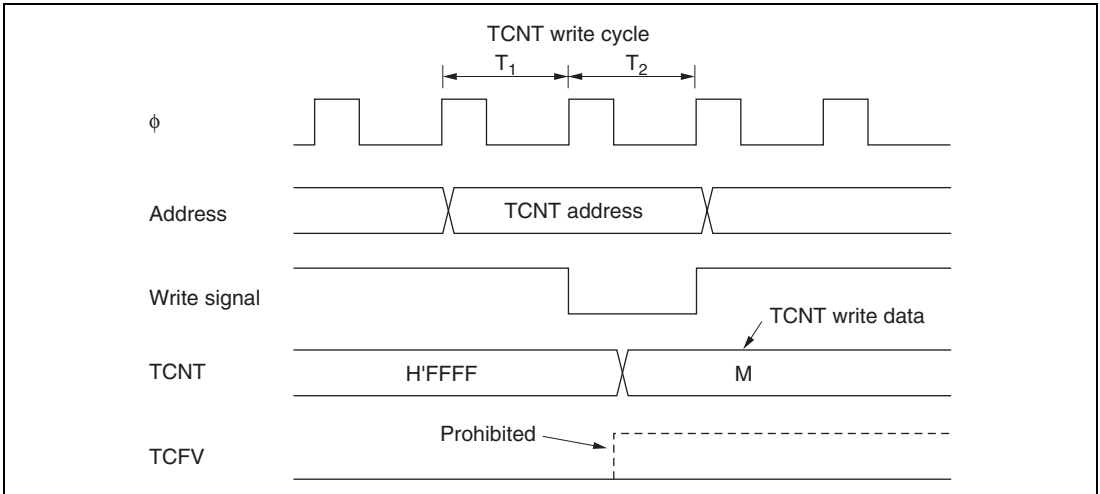 TCNT write cycle
T1 T2
ϕ
Address TCNT address
Write signal
TCNT write data
TCNT H'FFFF M
Prohibited
TCFV